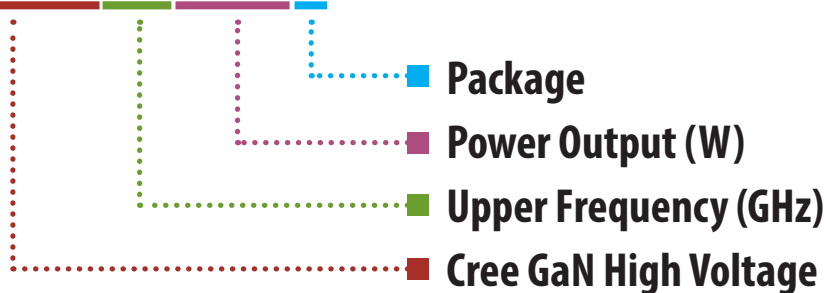 Package
Power Output (W)
Upper Frequency (GHz)
Cree GaN High Voltage